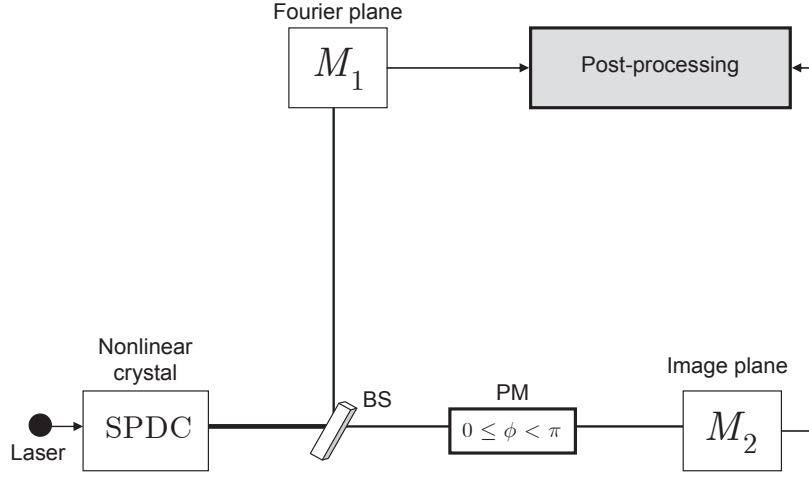 Fourier plane
M₁
Post-processing
Nonlinear
crystal
SPDC
Laser
BS
PM
0 ≤ ϕ < π
Image plane
M₂